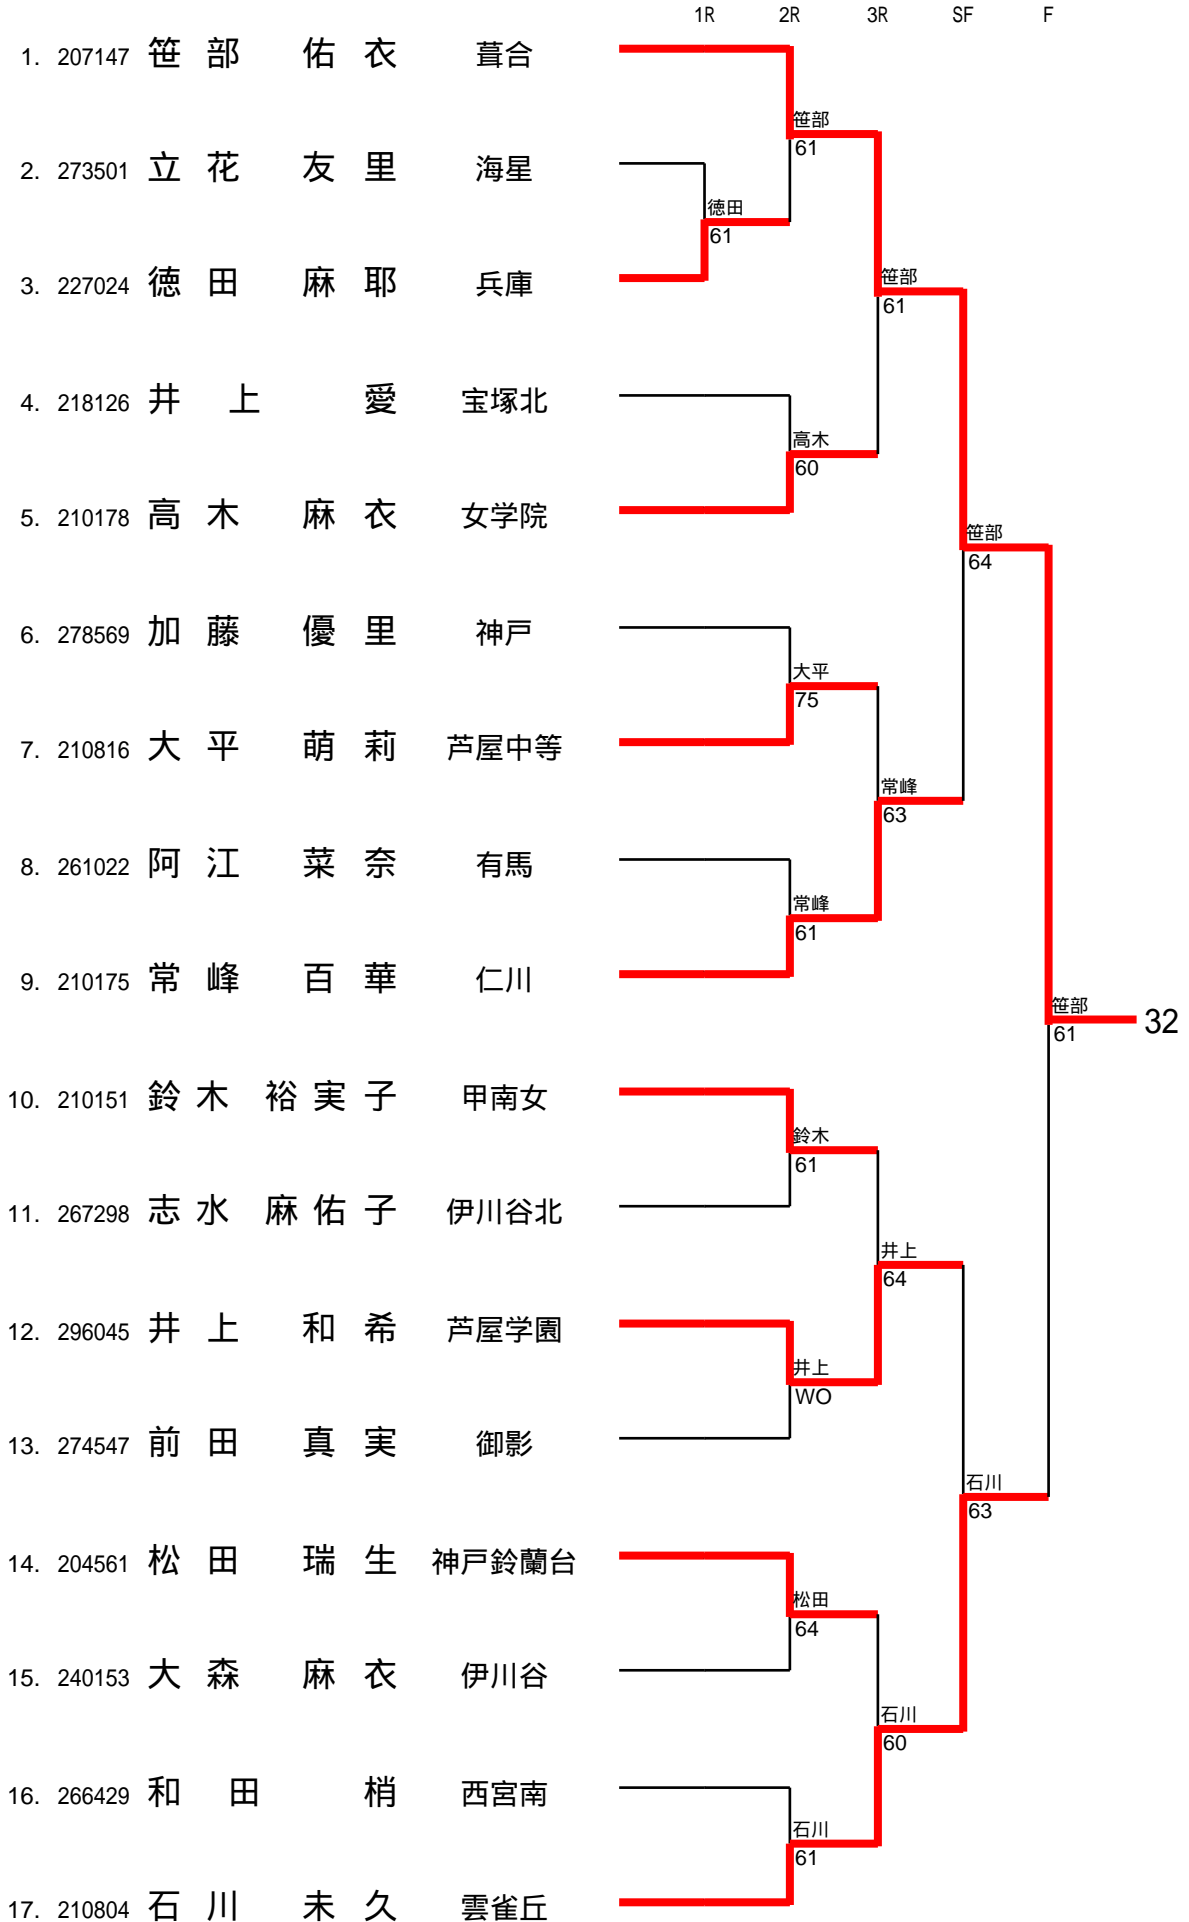 1R 2R 3R SF F
1. 207147 笹部 佑衣 葺合
笹部
61
2. 273501 立花 友里 海星
徳田
61
3. 227024 徳田 麻耶 兵庫
笹部
61
4. 218126 井上 愛 宝塚北
高木
60
5. 210178 高木 麻衣 女学院
笹部
64
6. 278569 加藤 優里 神戸
大平
75
7. 210816 大平 萌莉 芦屋中等
常峰
63
8. 261022 阿江 菜奈 有馬
常峰
61
9. 210175 常峰 百華 仁川
笹部
61
32
10. 210151 鈴木 裕実子 甲南女
鈴木
61
11. 267298 志水 麻佑子 伊川谷北
井上
64
12. 296045 井上 和希 芦屋学園
井上
WO
13. 274547 前田 真実 御影
石川
63
14. 204561 松田 瑞生 神戸鈴蘭台
松田
64
15. 240153 大森 麻衣 伊川谷
石川
60
16. 266429 和田 梢 西宮南
石川
61
17. 210804 石川 未久 雲雀丘